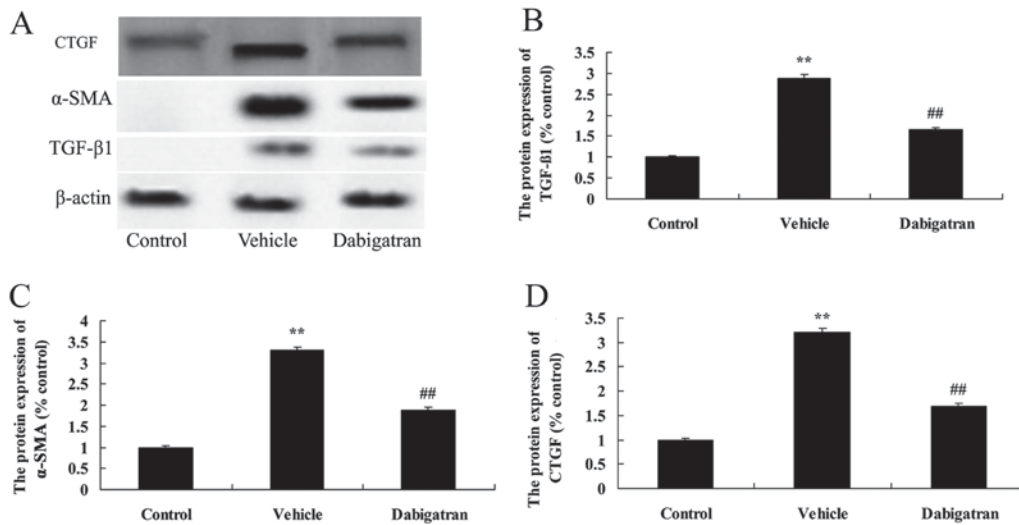 A
CTGF
α-SMA
TGF-β1
β-actin
Control Vehicle Dabigatran
B
The protein expression of
TGF-ß1 (% control)
3.5
3
2.5
2
1.5
1
0.5
0
**
##
Control Vehicle Dabigatran
C
The protein expression of
α-SMA (% control)
4
3.5
3
2.5
2
1.5
1
0.5
0
**
##
Control Vehicle Dabigatran
D
The protein expression of
CTGF (% control)
3.5
3
2.5
2
1.5
1
0.5
0
**
##
Control Vehicle Dabigatran